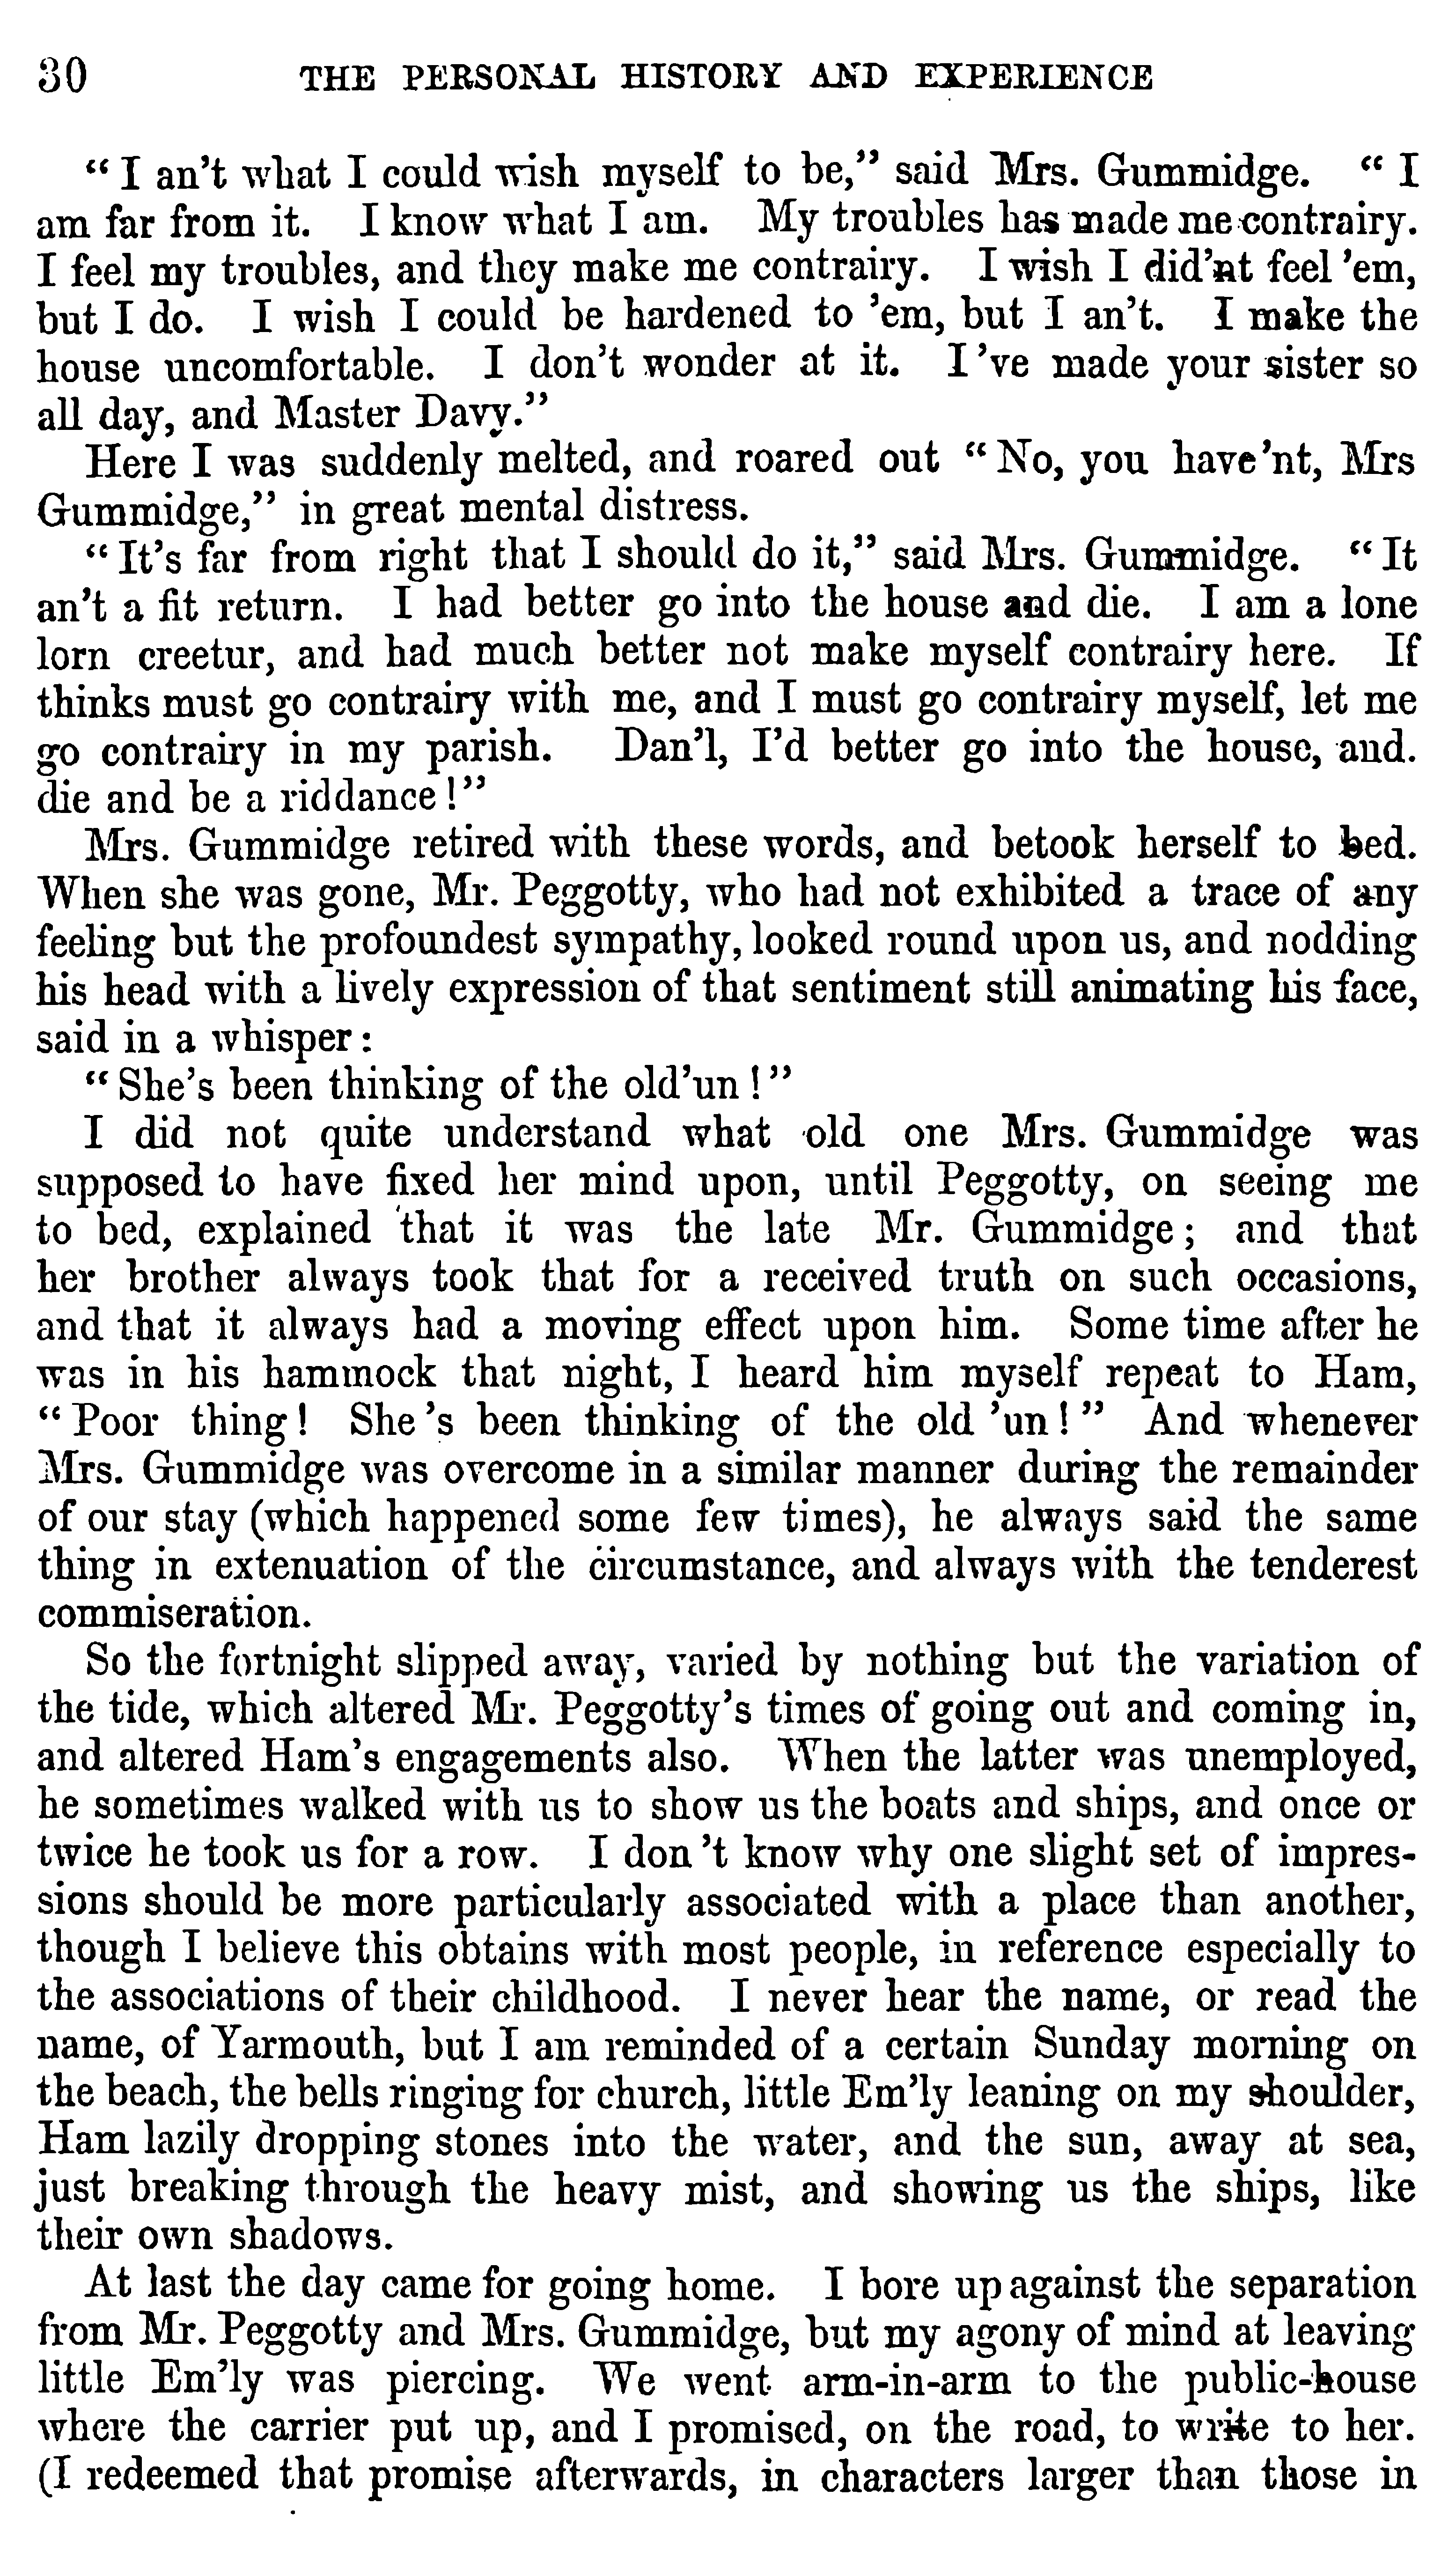 30 THE PERSONAL HISTORY AND EXPERIENCE
“ I an’t what I could wish myself to be,” said Mrs. Gummidge. “ I
am far from it. I know what I am. My troubles has made me contrairy.
I feel my troubles, and they make me contrairy. I wish I did’nt feel ’em,
but I do. I wish I could be hardened to ’em, but I an’t. I make the
house uncomfortable. I don’t wonder at it. I ’ve made your sister so
all day, and Master Davy.”
Here I was suddenly melted, and roared out “ No, you have’nt, Mrs
Gummidge,” in great mental distress.
“ It’s far from right that I should do it,” said Mrs. Gummidge. “ It
an’t a fit return. I had better go into the house and die. I am a lone
lorn creetur, and had much better not make myself contrairy here. If
thinks must go contrairy with me, and I must go contrairy myself, let me
go contrairy in my parish. Dan’l, I’d better go into the house, and.
die and be a riddance !”
Mrs. Gummidge retired with these words, and betook herself to bed.
When she was gone, Mr. Peggotty, who had not exhibited a trace of any
feeling but the profoundest sympathy, looked round upon us, and nodding
his head with a lively expression of that sentiment still animating his face,
said in a whisper :
“ She’s been thinking of the old’un !”
I did not quite understand what old one Mrs. Gummidge was
supposed to have fixed her mind upon, until Peggotty, on seeing me
to bed, explained that it was the late Mr. Gummidge ; and that
her brother always took that for a received truth on such occasions,
and that it always had a moving effect upon him. Some time after he
was in his hammock that night, I heard him myself repeat to Ham,
“ Poor thing ! She ’s been thinking of the old ’un ! ” And whenever
Mrs. Gummidge was overcome in a similar manner during the remainder
of our stay (which happened some few times), he always said the same
thing in extenuation of the circumstance, and always with the tenderest
commiseration.
So the fortnight slipped away, varied by nothing but the variation of
the tide, which altered Mr. Peggotty’s times of going out and coming in,
and altered Ham’s engagements also. When the latter was unemployed,
he sometimes walked with us to show us the boats and ships, and once or
twice he took us for a row. I don ’t know why one slight set of impres-
sions should be more particularly associated with a place than another,
though I believe this obtains with most people, in reference especially to
the associations of their childhood. I never hear the name, or read the
name, of Yarmouth, but I am reminded of a certain Sunday morning on
the beach, the bells ringing for church, little Em’ly leaning on my shoulder,
Ham lazily dropping stones into the water, and the sun, away at sea,
just breaking through the heavy mist, and showing us the ships, like
their own shadows.
At last the day came for going home. I bore up against the separation
from Mr. Peggotty and Mrs. Gummidge, but my agony of mind at leaving
little Em’ly was piercing. We went arm-in-arm to the public-house
where the carrier put up, and I promised, on the road, to write to her.
(I redeemed that promise afterwards, in characters larger than those in